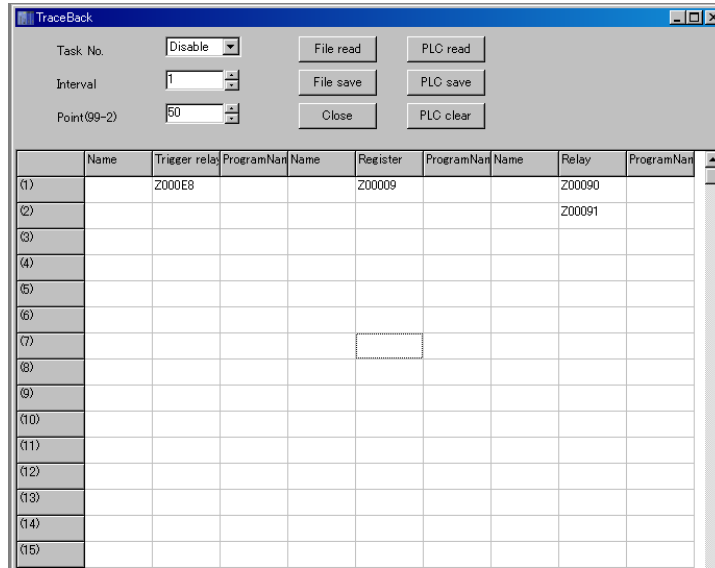 TraceBack
Task No. Disable File read PLC read
Interval 1 File save PLC save
Point(99-2) 50 Close PLC clear
Name Trigger relay ProgramNam Name Register ProgramNam Name Relay ProgramNam
(1) Z000E8 Z00009 Z00090
(2) Z00091
(3)
(4)
(5)
(6)
(7)
(8)
(9)
(10)
(11)
(12)
(13)
(14)
(15)